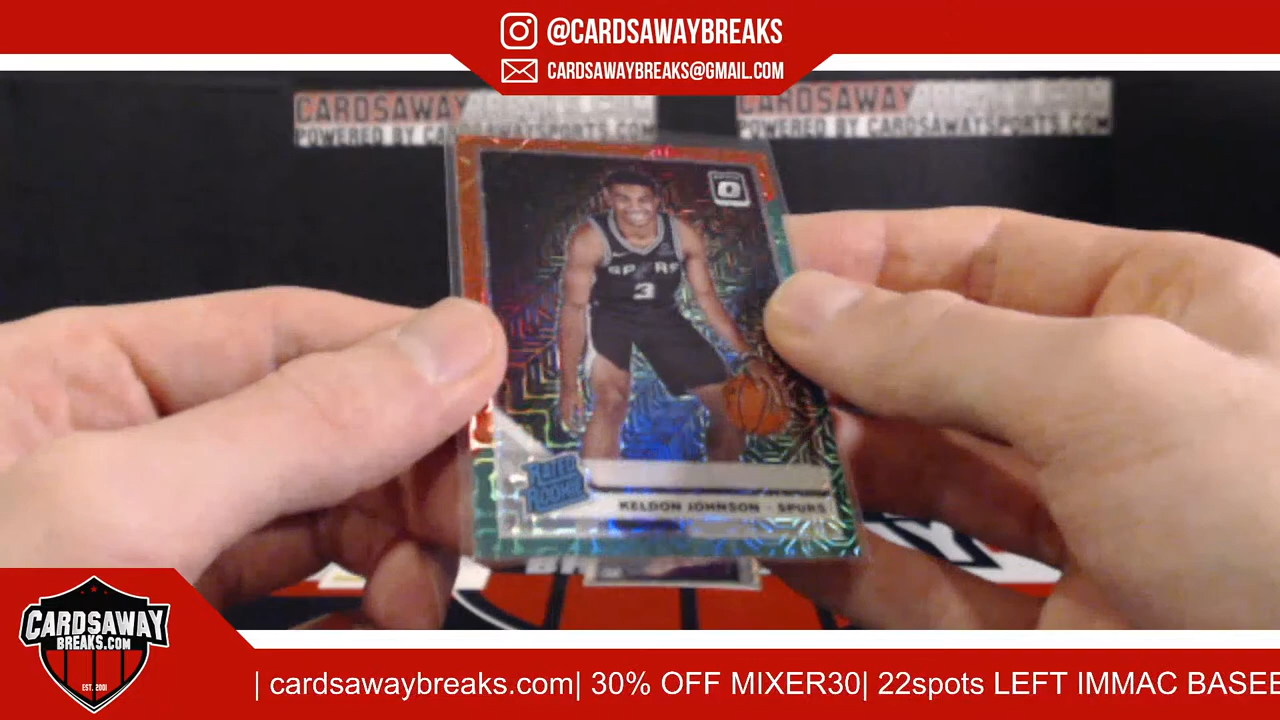 @CARDSAWAYBREAKS
CARDSAWAYBREAKS@GMAIL.COM
CARDSAWAY
POWERED BY CARDSAWAYSPORTS.COM
CARDSAWAY
POWERED BY CARDSAWAYSPORTS.COM
SPURS
3
RATED
ROOKIE
KELDON JOHNSON - SPURS
CARDSAWAY
BREAKS.COM
EST. 2001
| cardsawaybreaks.com| 30% OFF MIXER30| 22spots LEFT IMMAC BASEB